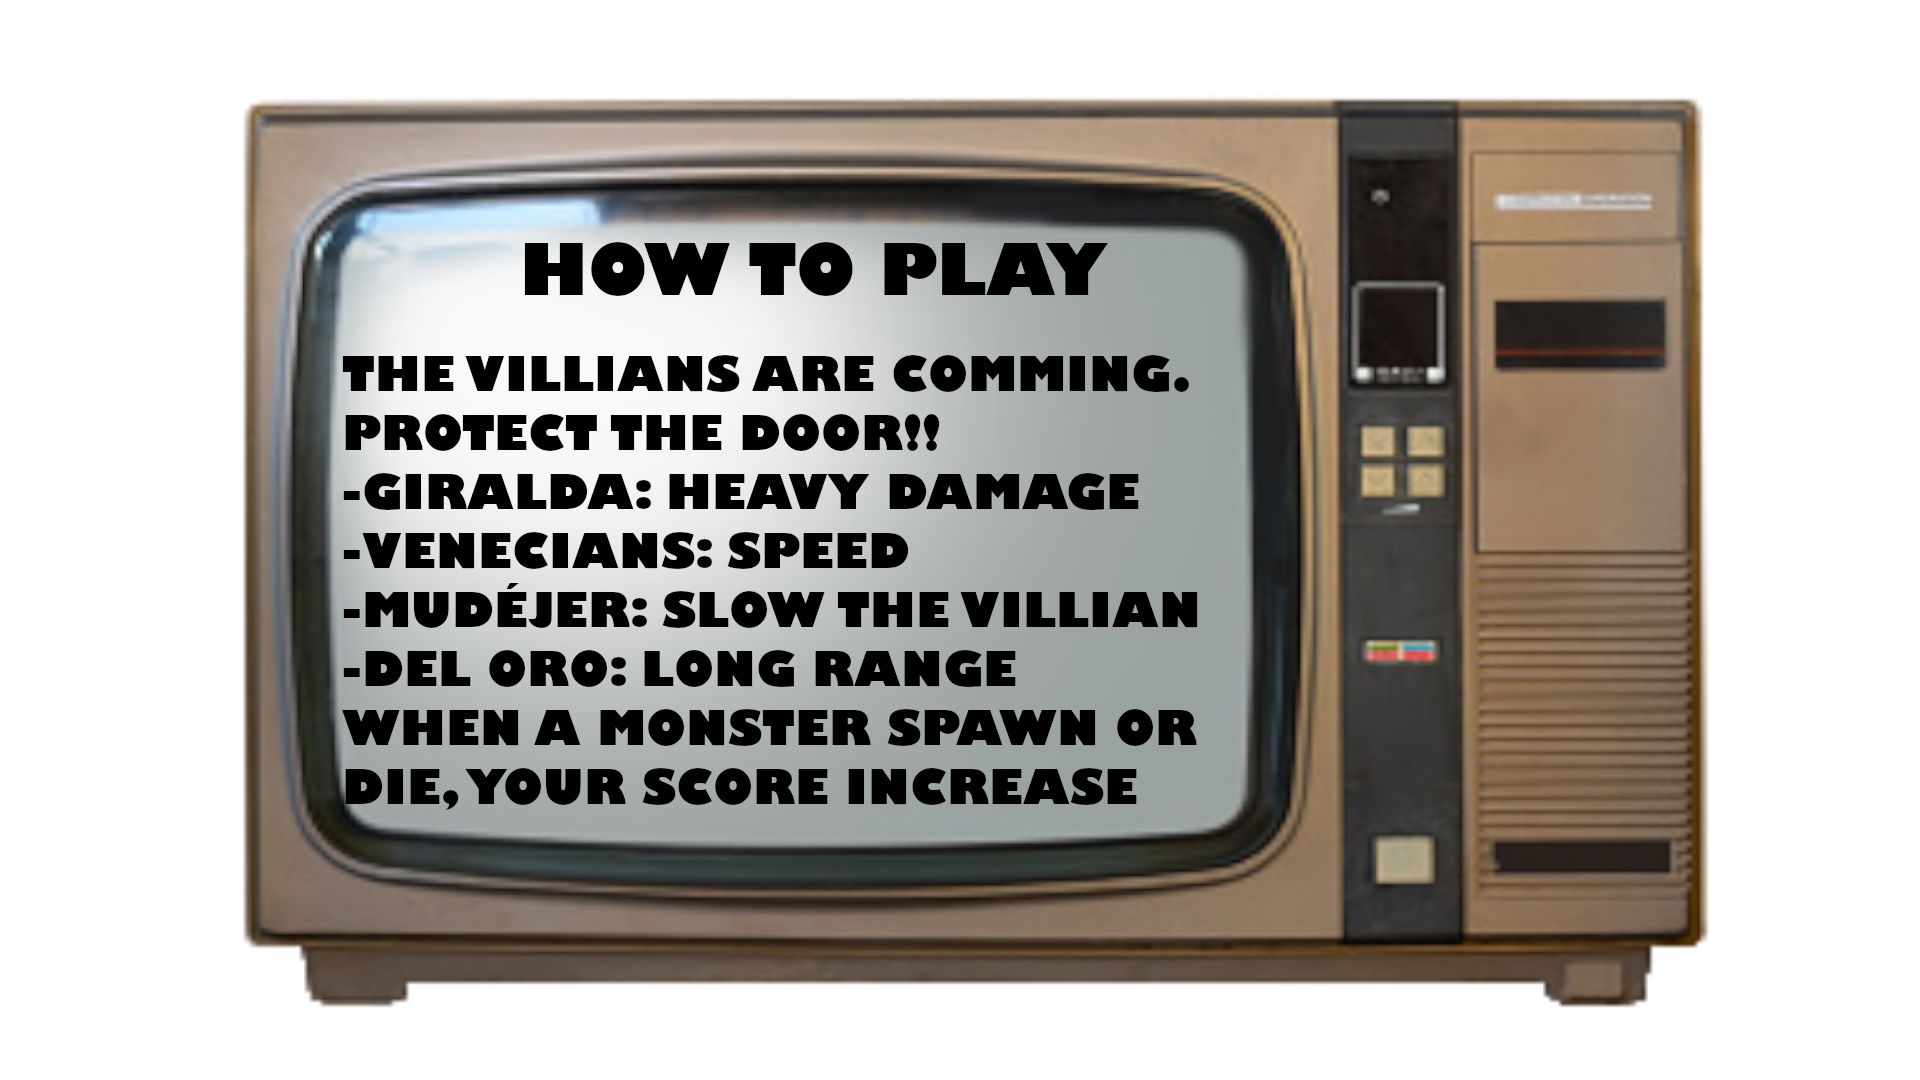 HOW TO PLAY
THE VILLIANS ARE COMMING.
PROTECT THE DOOR!!
-GIRALDA: HEAVY DAMAGE
-VENECIANS: SPEED
-MUDÉJER: SLOW THE VILLIAN
-DEL ORO: LONG RANGE
WHEN A MONSTER SPAWN OR
DIE, YOUR SCORE INCREASE